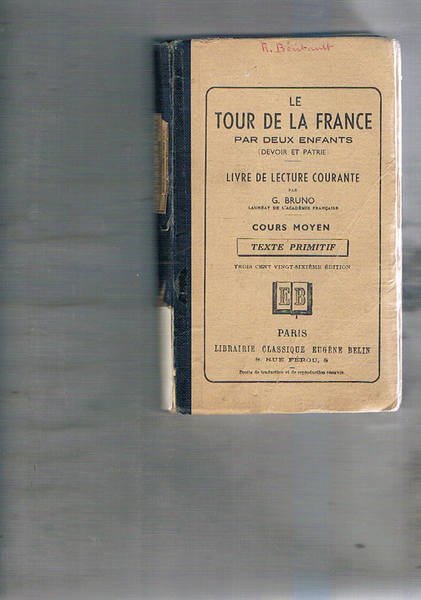 LE
TOUR DE LA FRANCE
PAR DEUX ENFANTS
(DEVOIR ET PATRIE)
LIVRE DE LECTURE COURANTE
PAR
G. BRUNO
LAURÉAT DE L'ACADÉMIE FRANÇAISE
COURS MOYEN
TEXTE PRIMITIF
TROIS CENT VINGT-SIXIÈME ÉDITION
EB
PARIS
LIBRAIRIE CLASSIQUE EUGÈNE BELIN
8, RUE FÉROU, 8
Droits de traduction et de reproduction réservés.